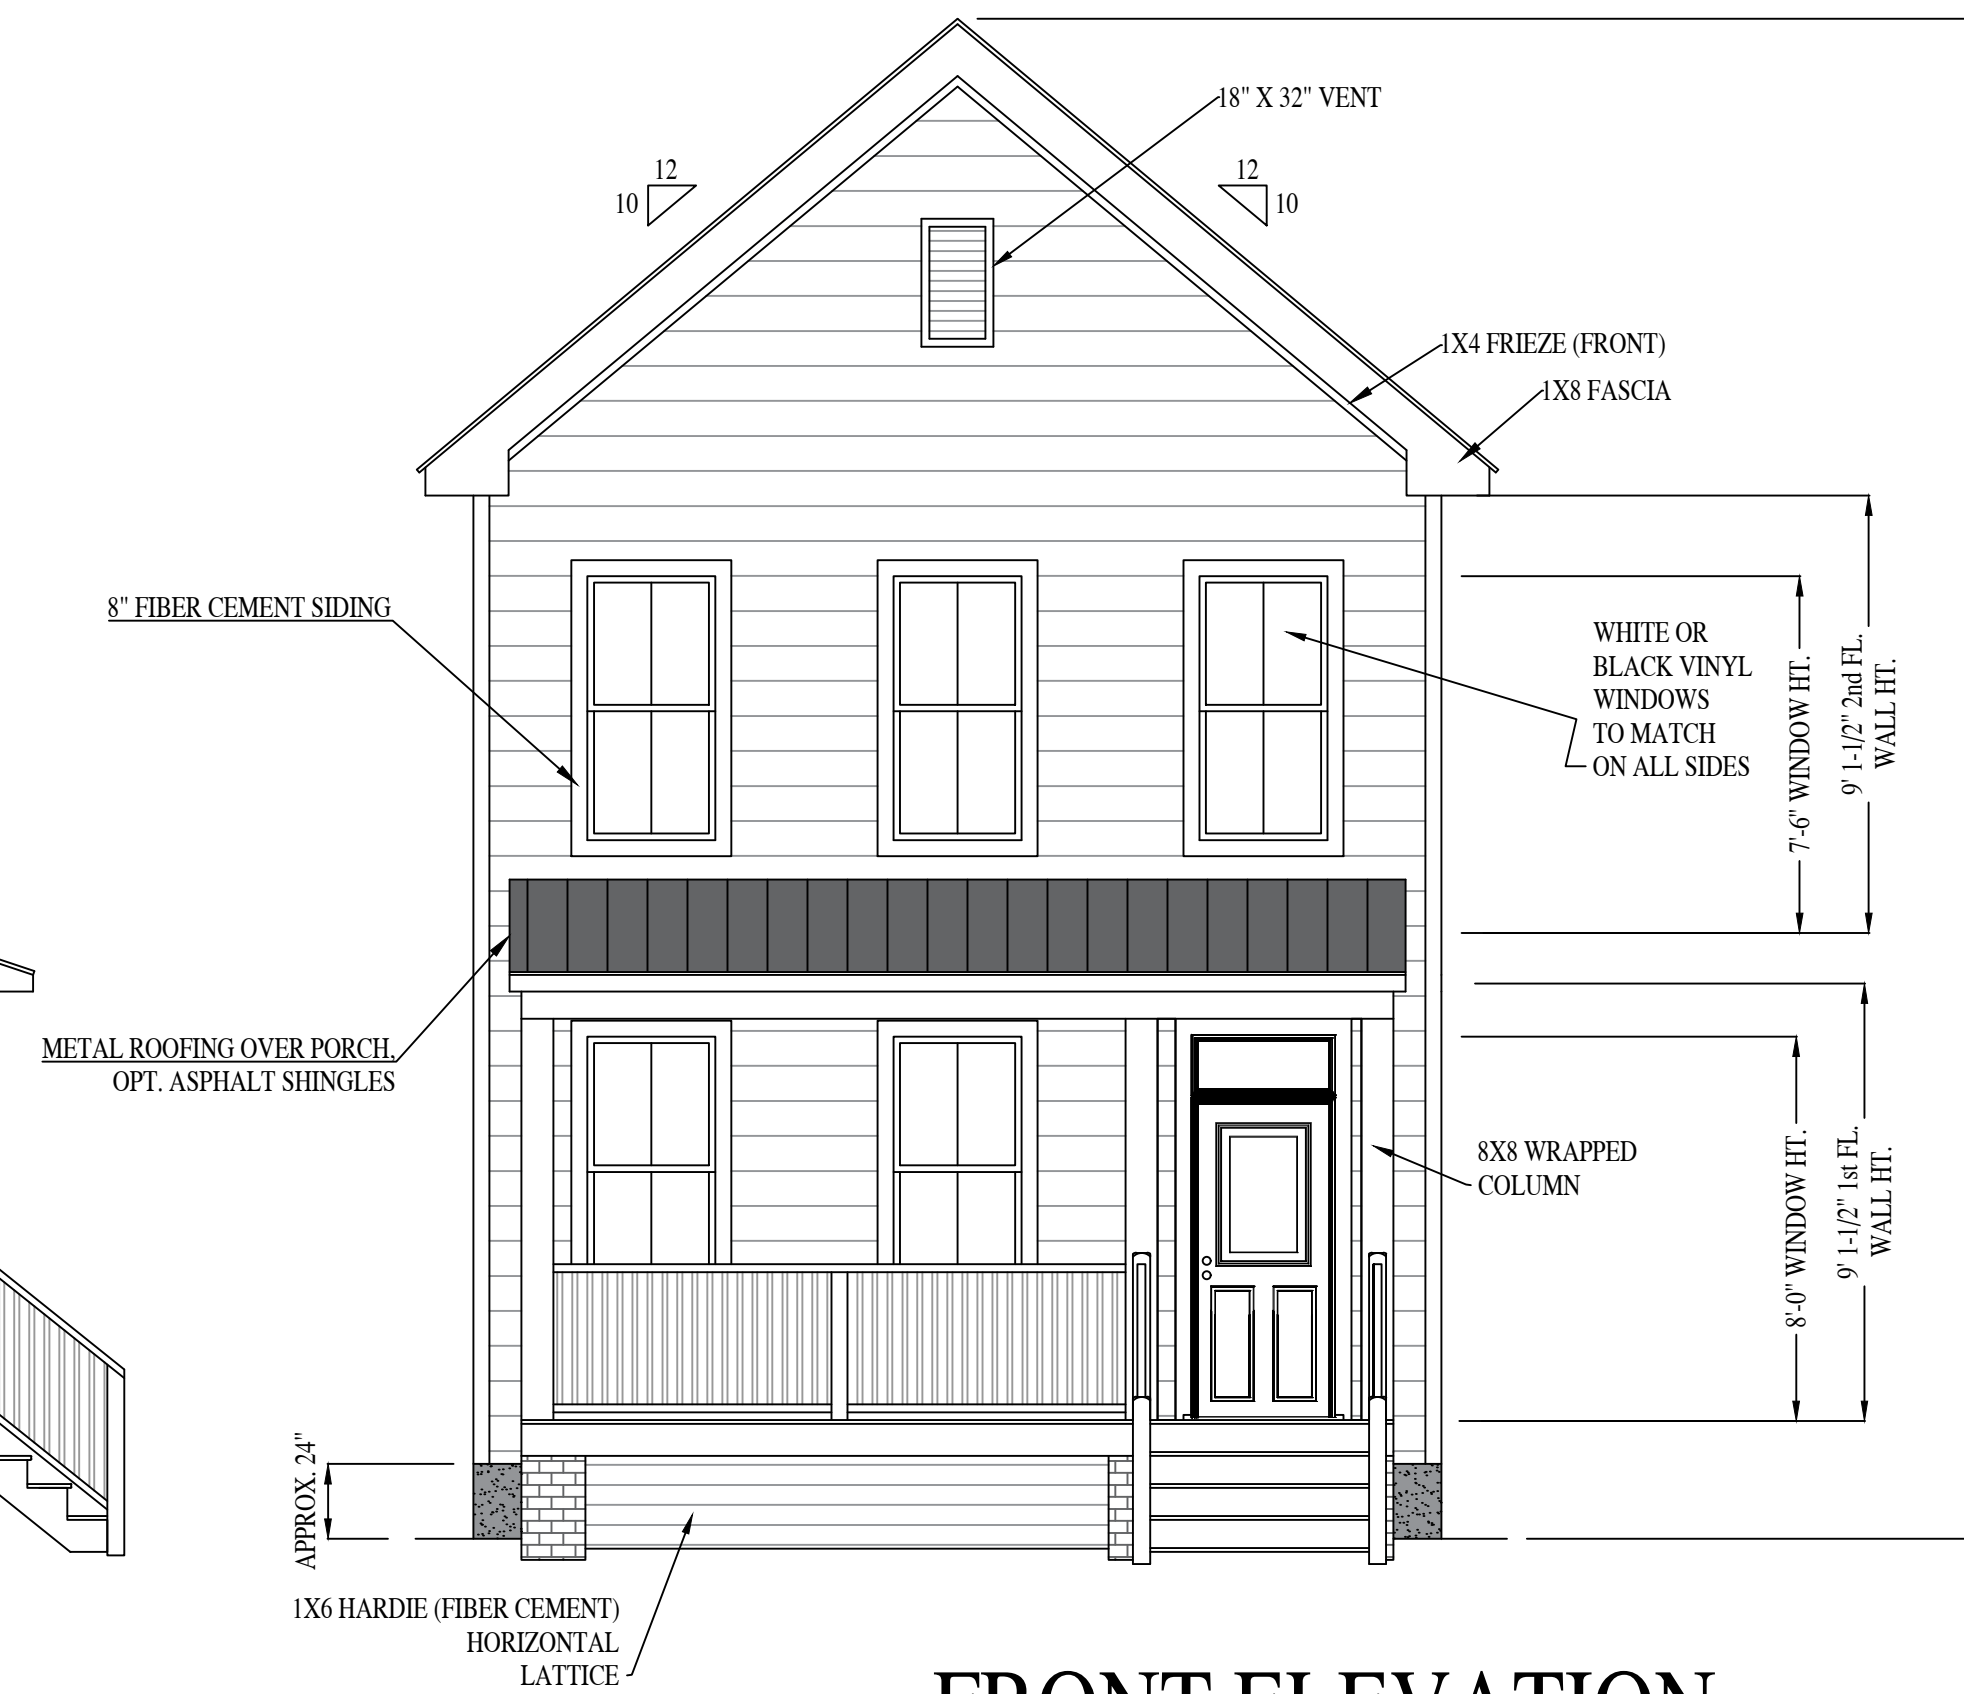 18" X 32" VENT
12
10
12
10
1X4 FRIEZE (FRONT)
1X8 FASCIA
8" FIBER CEMENT SIDING
WHITE OR
BLACK VINYL
WINDOWS
TO MATCH
ON ALL SIDES
7'-6" WINDOW HT.
9' 1-1/2" 2nd FL.
WALL HT.
METAL ROOFING OVER PORCH,
OPT. ASPHALT SHINGLES
8X8 WRAPPED
COLUMN
8'-0" WINDOW HT.
9' 1-1/2" 1st FL.
WALL HT.
APPROX. 24"
1X6 HARDIE (FIBER CEMENT)
HORIZONTAL
LATTICE
FRONT ELEVATION